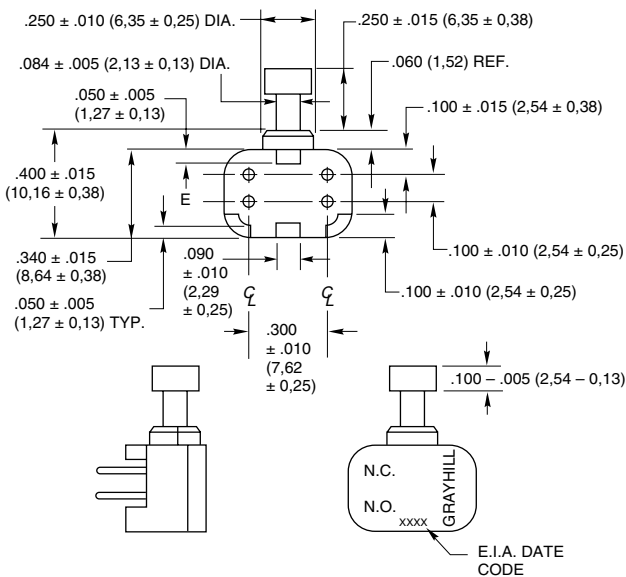 .250 ± .010 (6,35 ± 0,25) DIA.
.250 ± .015 (6,35 ± 0,38)
.084 ± .005 (2,13 ± 0,13) DIA.
.060 (1,52) REF.
.050 ± .005
(1,27 ± 0,13)
.100 ± .015 (2,54 ± 0,38)
.400 ± .015
(10,16 ± 0,38)
E
.340 ± .015
(8,64 ± 0,38)
.090
± .010
(2,29
± 0,25)
.100 ± .010 (2,54 ± 0,25)
.050 ± .005
(1,27 ± 0,13) TYP.
CL
CL
.100 ± .010 (2,54 ± 0,25)
.300
± .010
(7,62
± 0,25)
.100 – .005 (2,54 – 0,13)
N.C.
N.O.
xxxx
GRAYHILL
E.I.A. DATE
CODE